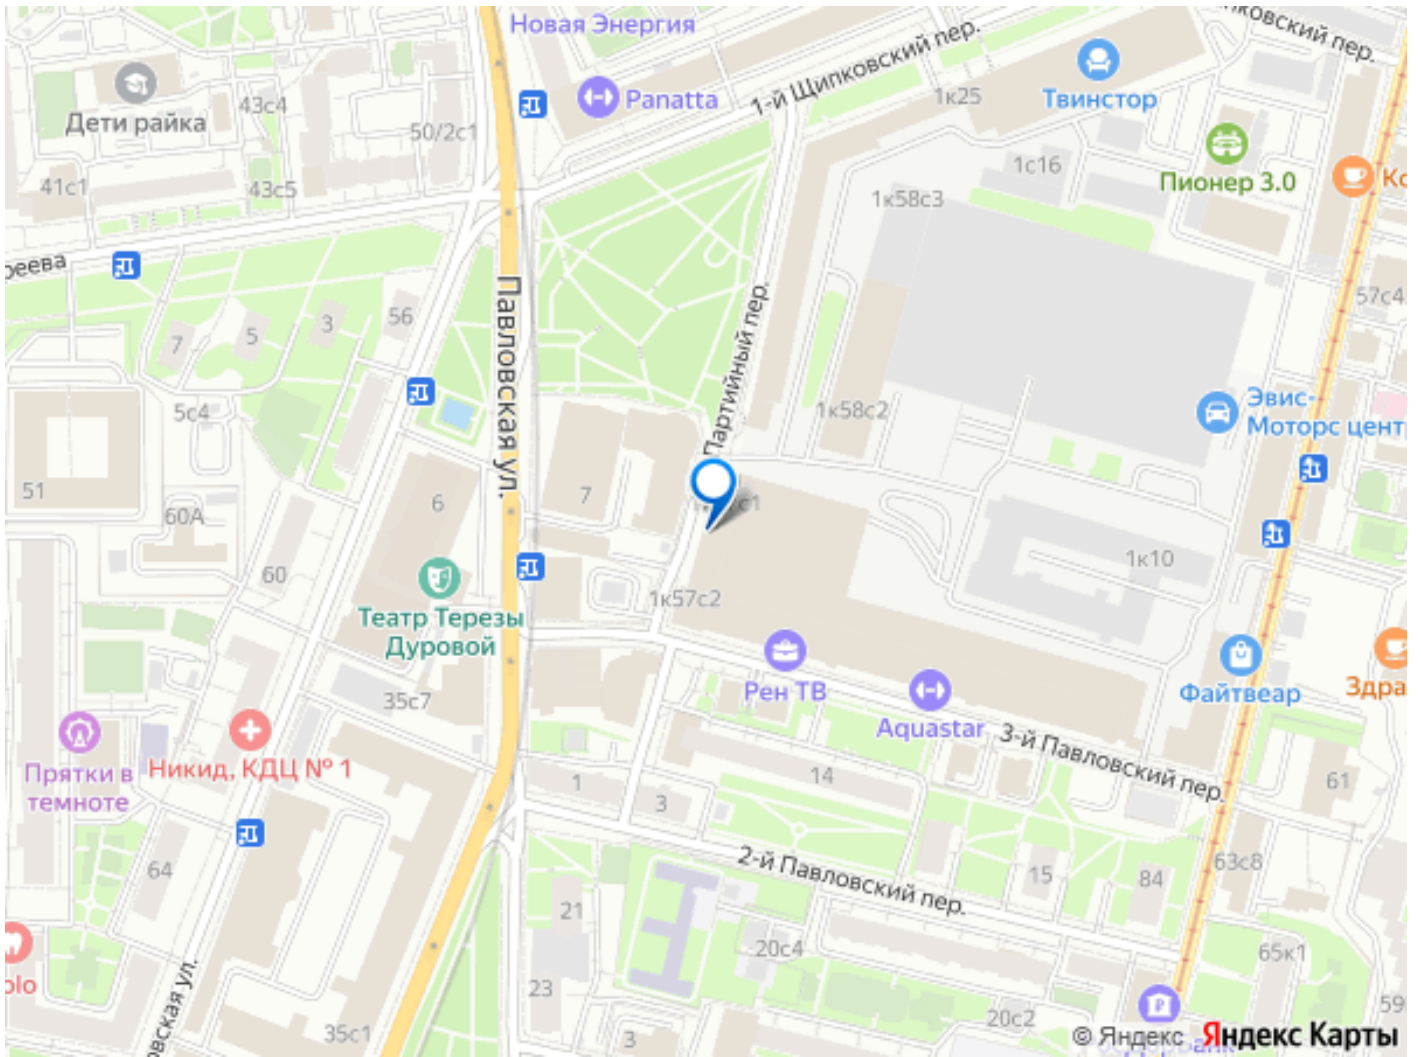 Новая Энергия
1-й Щипковский пер.
Дети райка
43с4
50/2с1
41с1
43с5
Panatta
1к25
Твинстор
1с16
Пионер 3.0
1к58с3
57с4
Павловская ул.
Партийный пер.
56
3
5
7
5с4
1к58с2
Эвис-
Моторс
51
60А
6
7
60
Театр Терезы
Дуровой
1к57с2
1к10
Рен ТВ
Aquastar
Файтвеар
35с7
3-й Павловский пер.
Прятки в
темноте
Никид, КДЦ № 1
1
3
14
61
2-й Павловский пер.
64
15
84
63с8
21
20с4
65к1
23
20с2
35с1
3
© Яндекс Яндекс Карты